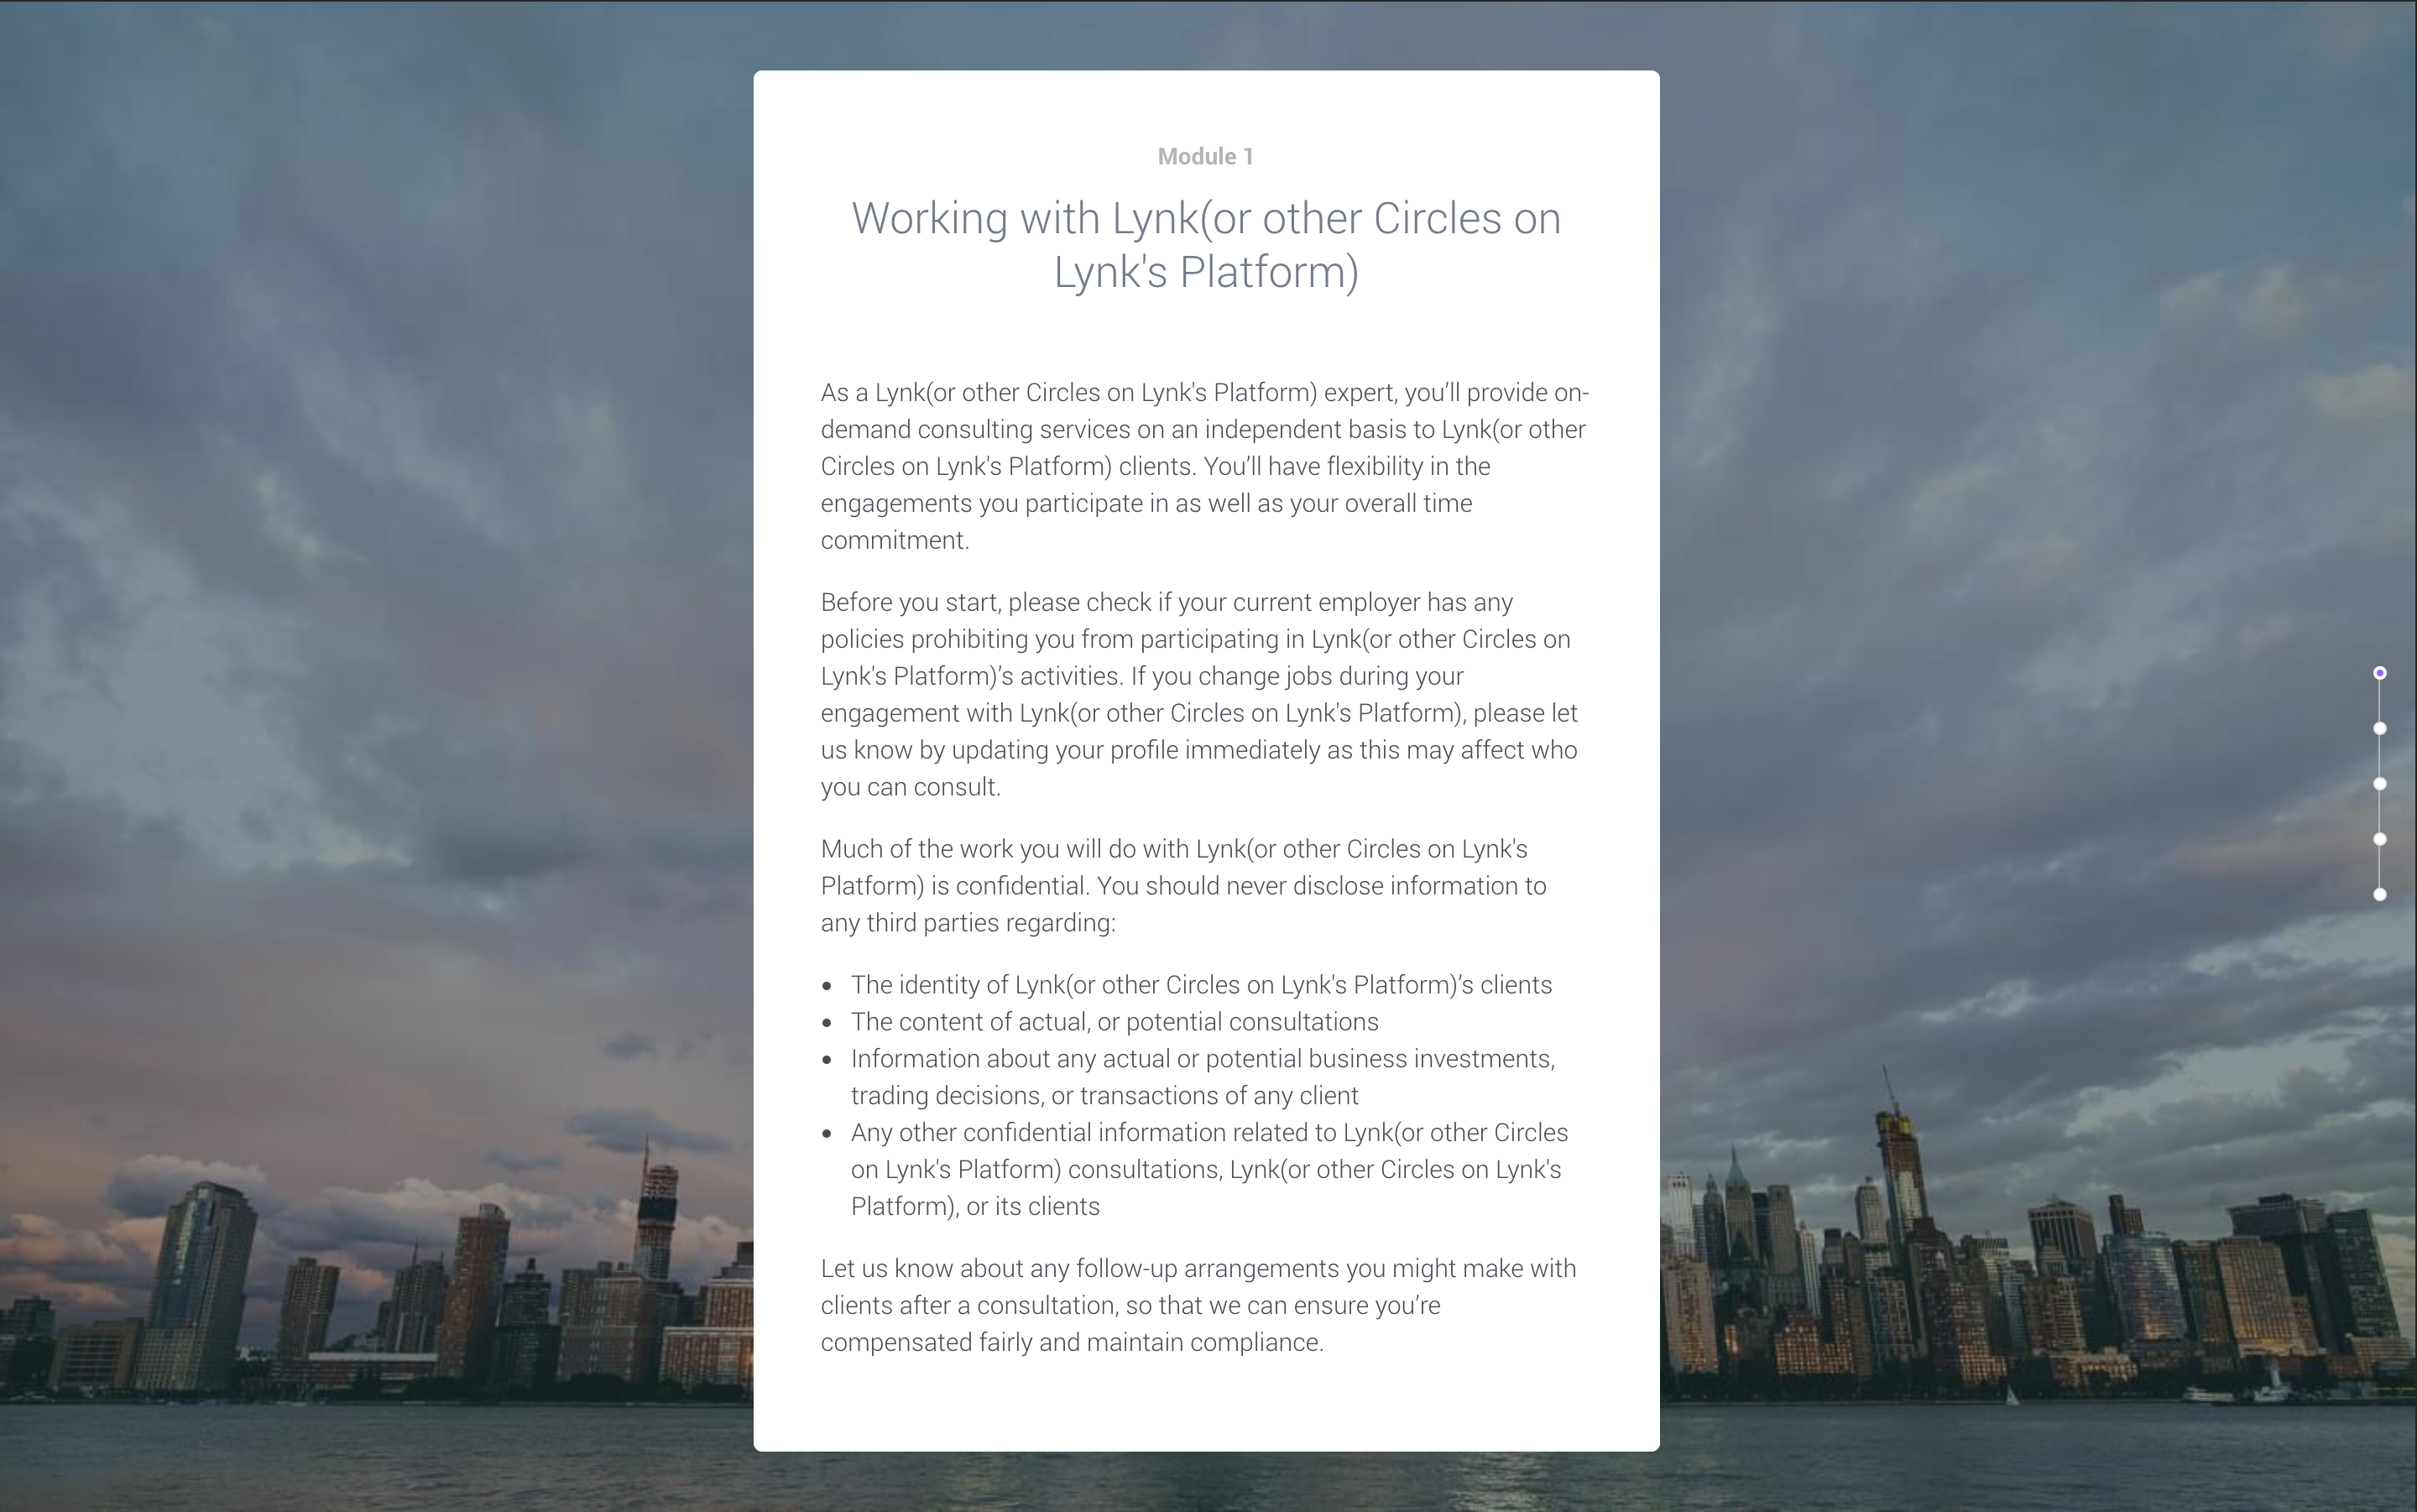 Module 1
Working with Lynk(or other Circles on
Lynk's Platform)
As a Lynk(or other Circles on Lynk's Platform) expert, you’ll provide on-
demand consulting services on an independent basis to Lynk(or other
Circles on Lynk's Platform) clients. You’ll have flexibility in the
engagements you participate in as well as your overall time
commitment.
Before you start, please check if your current employer has any
policies prohibiting you from participating in Lynk(or other Circles on
Lynk's Platform)’s activities. If you change jobs during your
engagement with Lynk(or other Circles on Lynk's Platform), please let
us know by updating your profile immediately as this may affect who
you can consult.
Much of the work you will do with Lynk(or other Circles on Lynk's
Platform) is confidential. You should never disclose information to
any third parties regarding:
• The identity of Lynk(or other Circles on Lynk's Platform)’s clients
• The content of actual, or potential consultations
• Information about any actual or potential business investments,
trading decisions, or transactions of any client
• Any other confidential information related to Lynk(or other Circles
on Lynk's Platform) consultations, Lynk(or other Circles on Lynk's
Platform), or its clients
Let us know about any follow-up arrangements you might make with
clients after a consultation, so that we can ensure you’re
compensated fairly and maintain compliance.